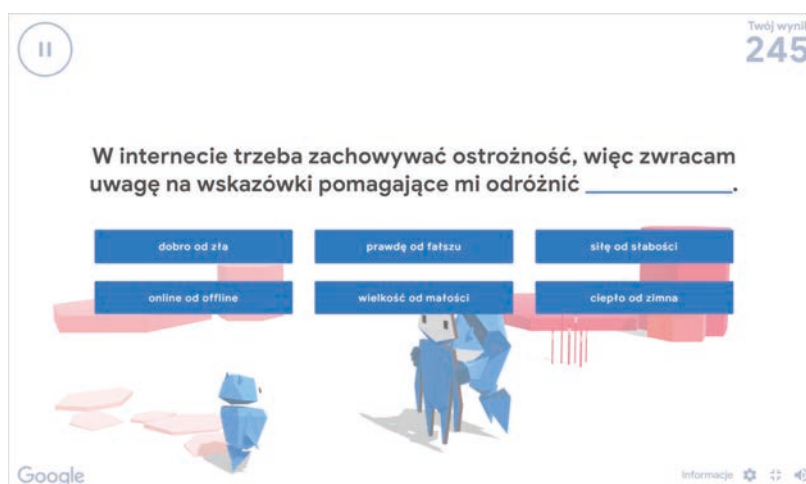 Twój wynik
245
W internecie trzeba zachowywać ostrożność, więc zwracam
uwagę na wskazówki pomagające mi odróżnić ____________.
dobro od zła
prawdę od fałszu
siłę od słabości
online od offline
wielkość od małości
ciepło od zimna
Google
Informacje